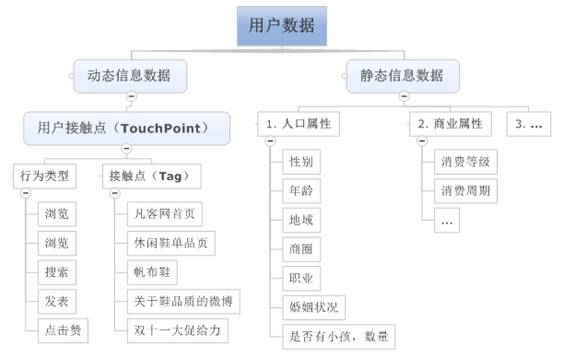 用户数据
动态信息数据
静态信息数据
用户接触点（TouchPoint）
1. 人口属性
2. 商业属性
3. ...
行为类型
接触点（Tag）
浏览
浏览
搜索
发表
点击赞
凡客网首页
休闲鞋单品页
帆布鞋
关于鞋品质的微博
双十一大促给力
性别
年龄
地域
商圈
职业
婚姻状况
是否有小孩，数量
消费等级
消费周期
...